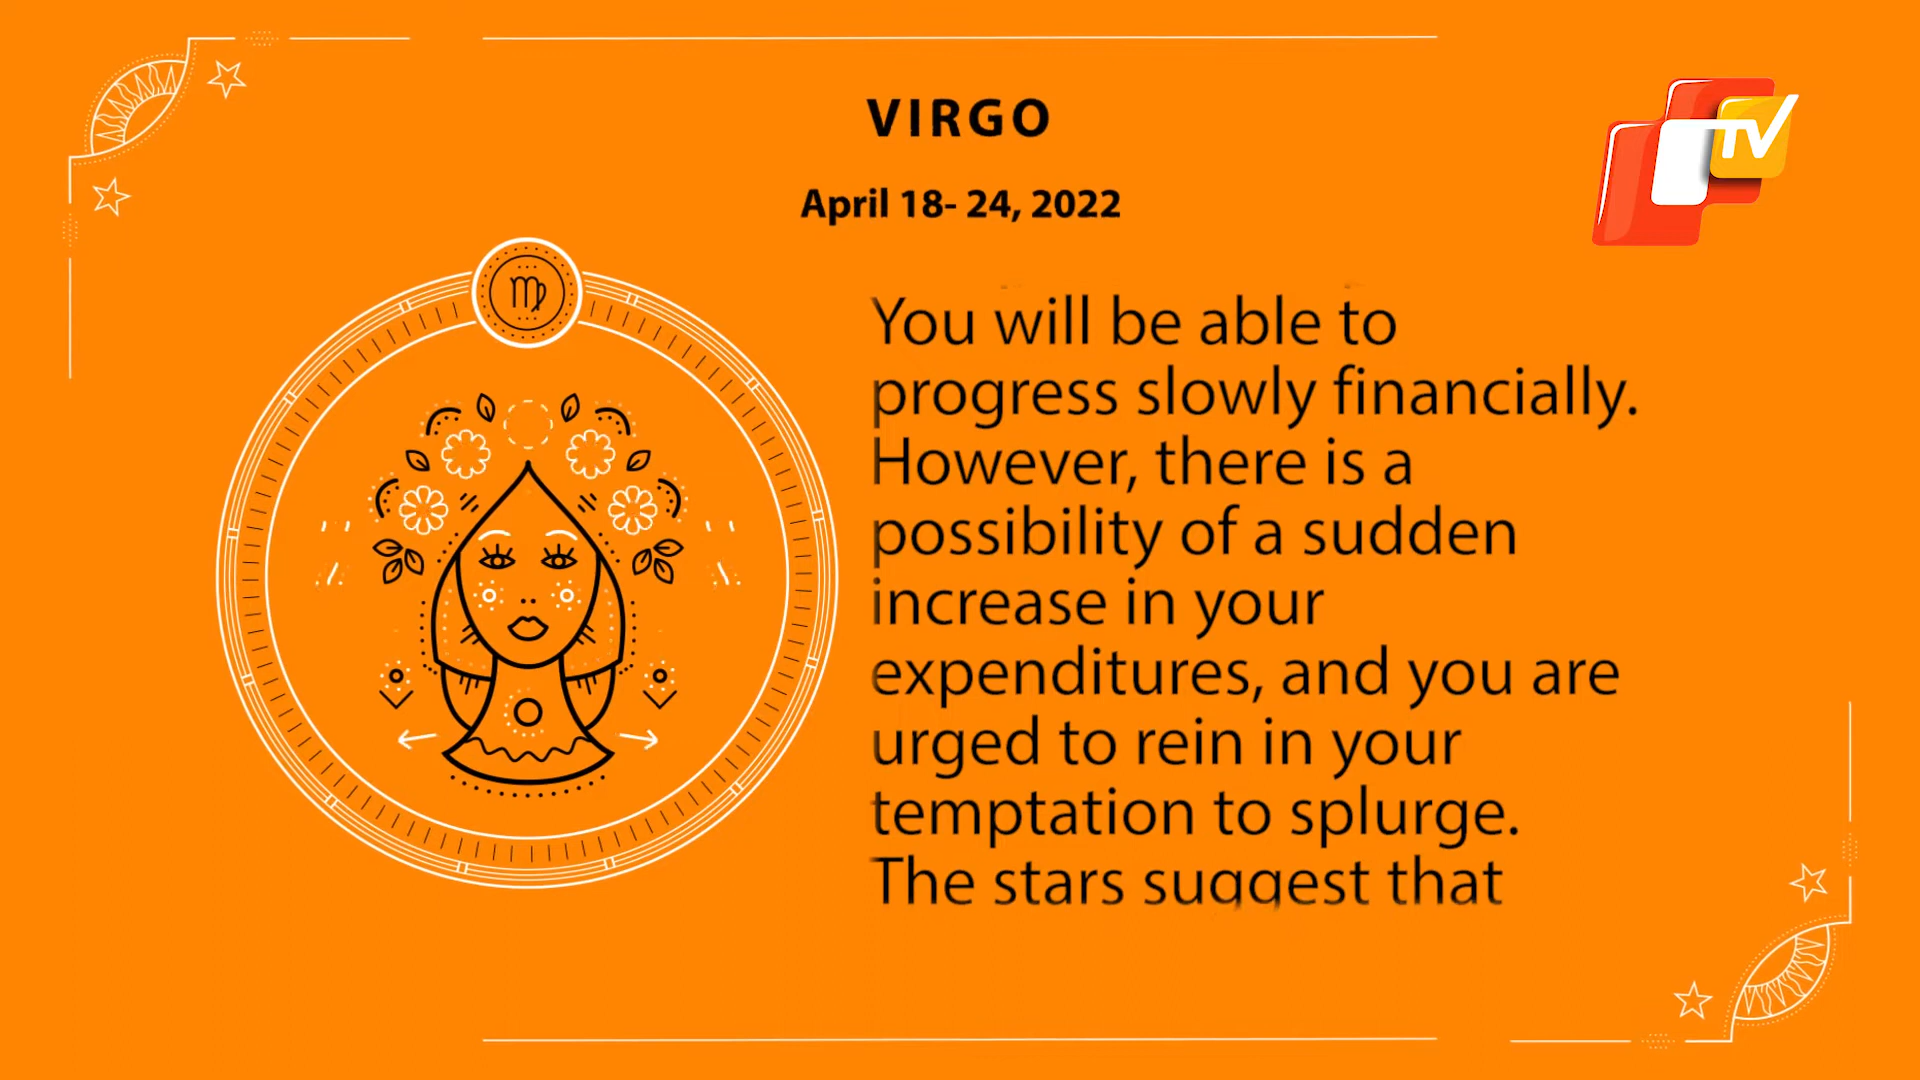 VIRGO
April 18- 24, 2022
TV
You will be able to
progress slowly financially.
However, there is a
possibility of a sudden
increase in your
expenditures, and you are
urged to rein in your
temptation to splurge.
The stars suggest that